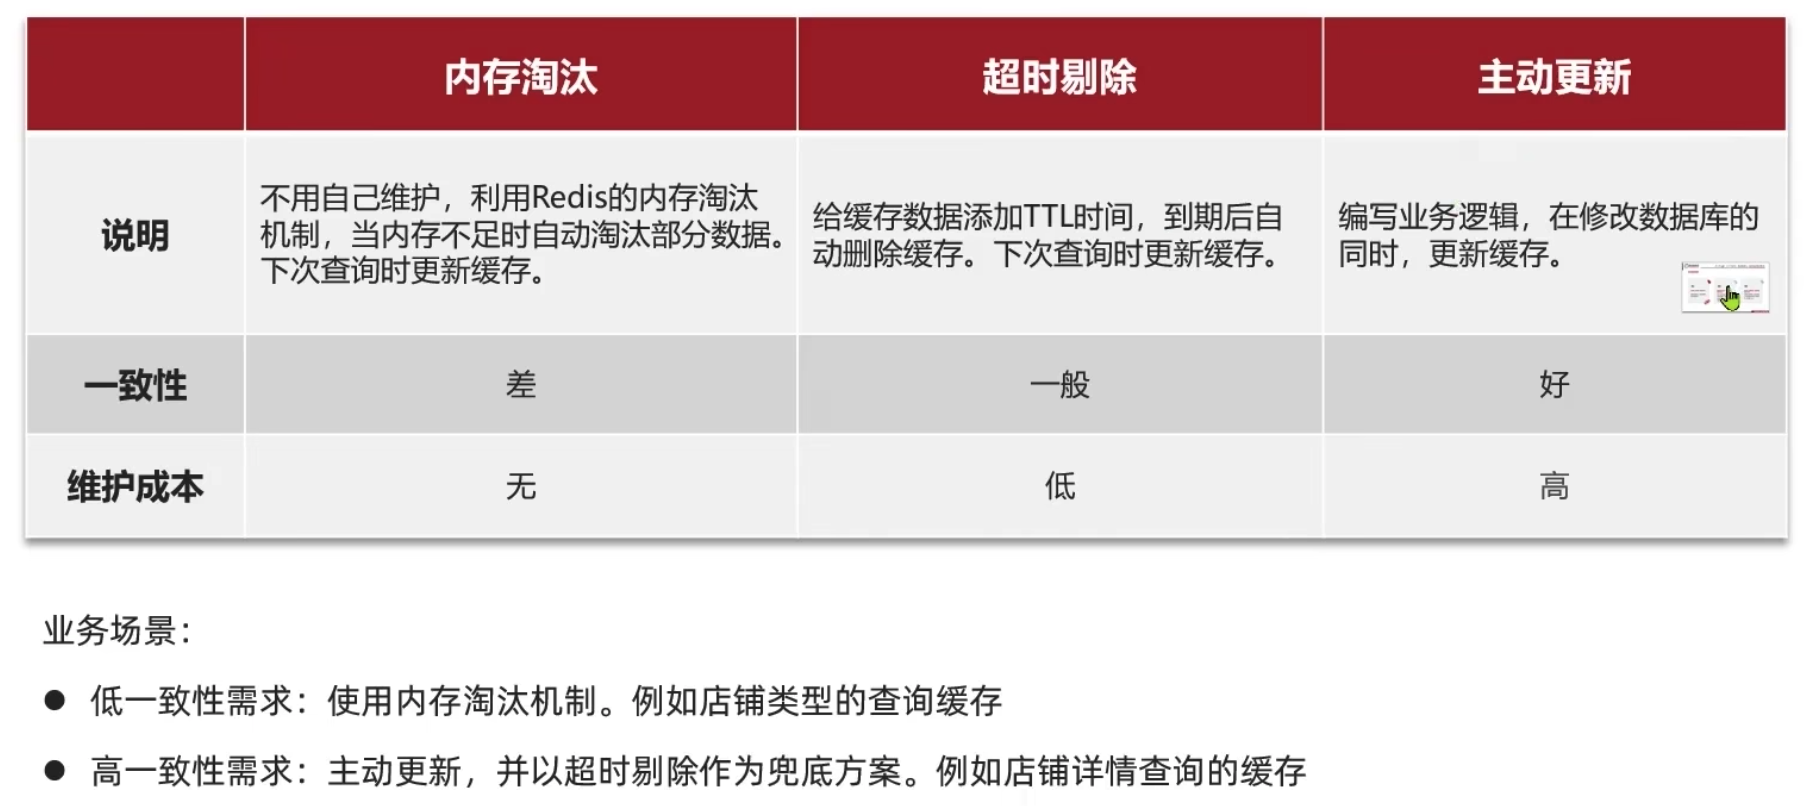 内存淘汰
超时剔除
主动更新
说明
不用自己维护，利用Redis的内存淘汰
机制，当内存不足时自动淘汰部分数据。
下次查询时更新缓存。
给缓存数据添加TTL时间，到期后自
动删除缓存。下次查询时更新缓存。
编写业务逻辑，在修改数据库的
同时，更新缓存。
一致性
差
一般
好
维护成本
无
低
高
业务场景：
● 低一致性需求：使用内存淘汰机制。例如店铺类型的查询缓存
● 高一致性需求：主动更新，并以超时剔除作为兜底方案。例如店铺详情查询的缓存